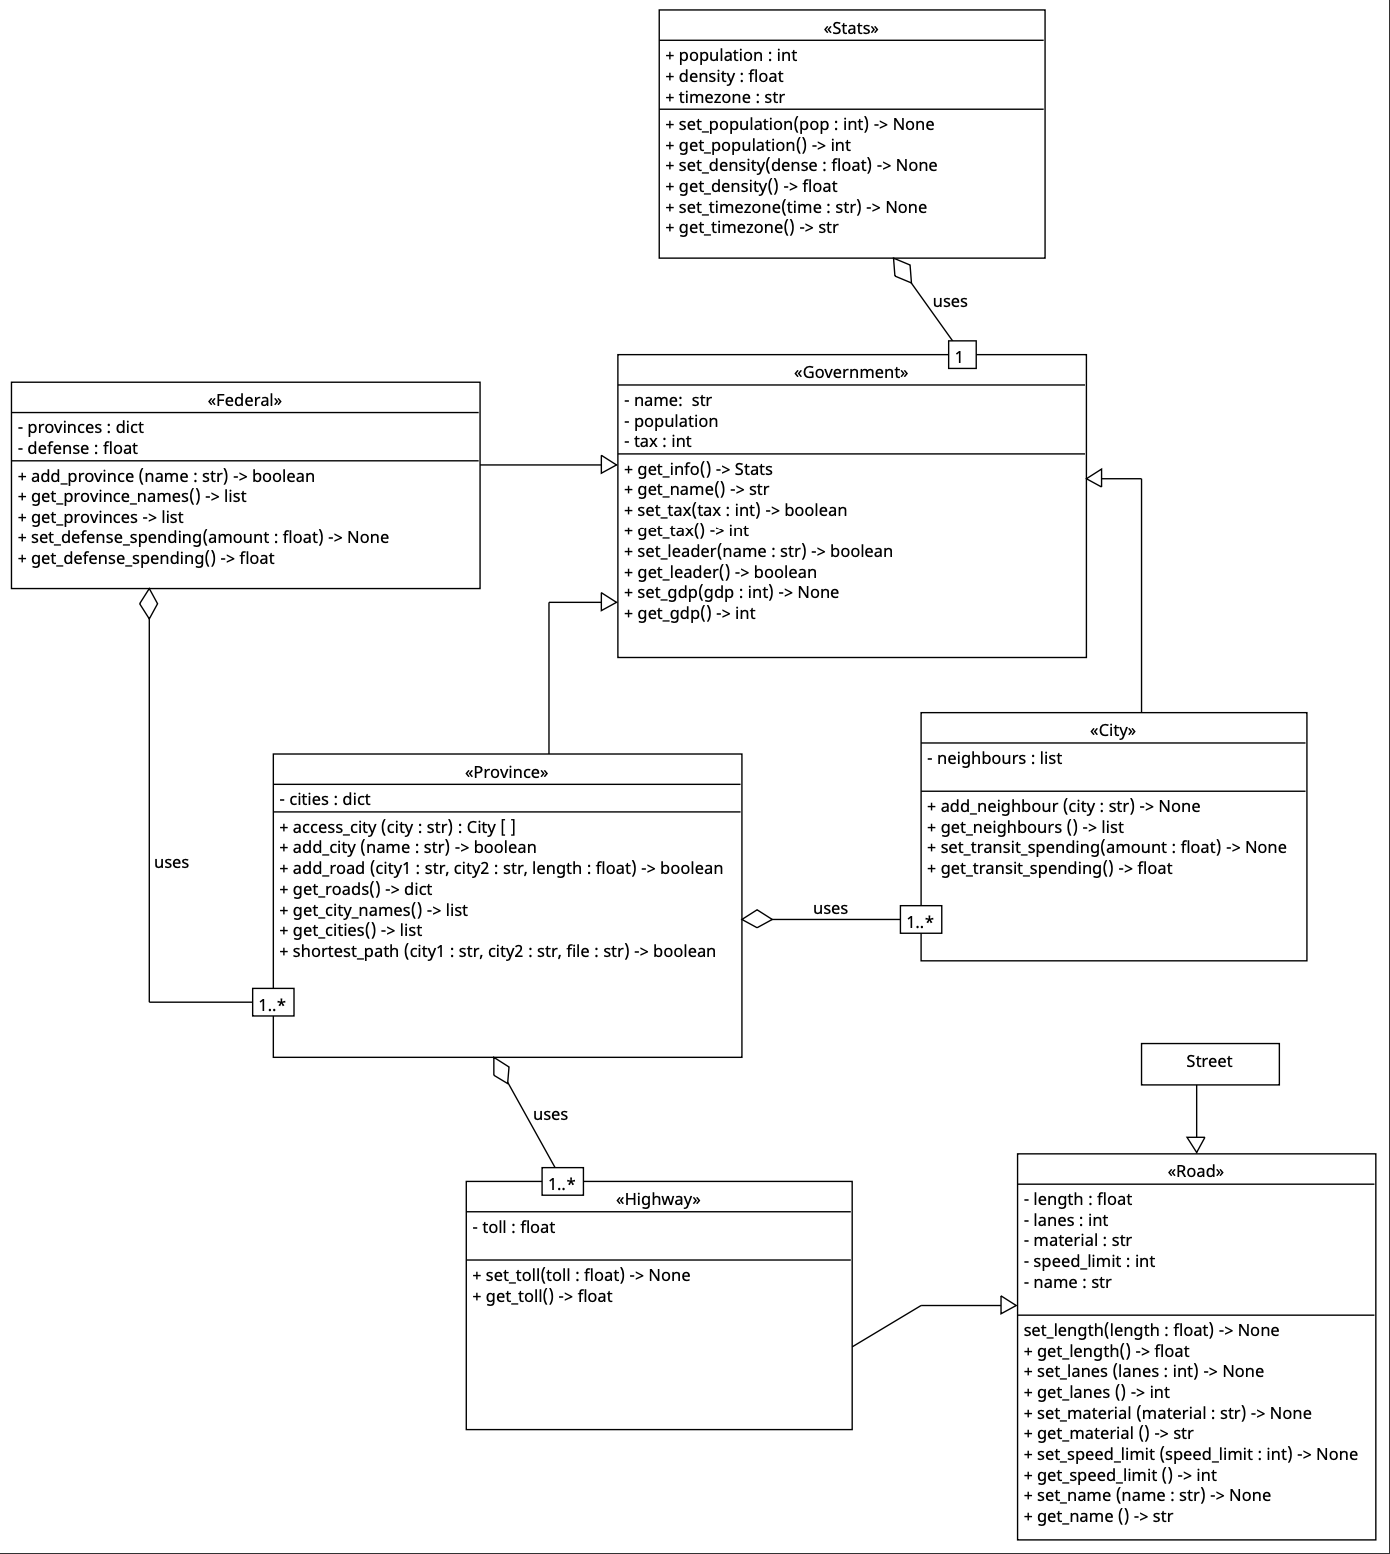 «Stats»
+ population : int
+ density : float
+ timezone : str
+ set_population(pop : int) -> None
+ get_population() -> int
+ set_density(dense : float) -> None
+ get_density() -> float
+ set_timezone(time : str) -> None
+ get_timezone() -> str
uses
1
«Government»
- name:  str
- population
- tax : int
+ get_info() -> Stats
+ get_name() -> str
+ set_tax(tax : int) -> boolean
+ get_tax() -> int
+ set_leader(name : str) -> boolean
+ get_leader() -> boolean
+ set_gdp(gdp : int) -> None
+ get_gdp() -> int
«Federal»
- provinces : dict
- defense : float
+ add_province (name : str) -> boolean
+ get_province_names() -> list
+ get_provinces -> list
+ set_defense_spending(amount : float) -> None
+ get_defense_spending() -> float
uses
1..*
«Province»
- cities : dict
+ access_city (city : str) : City [ ]
+ add_city (name : str) -> boolean
+ add_road (city1 : str, city2 : str, length : float) -> boolean
+ get_roads() -> dict
+ get_city_names() -> list
+ get_cities() -> list
+ shortest_path (city1 : str, city2 : str, file : str) -> boolean
uses
1..*
«City»
- neighbours : list
+ add_neighbour (city : str) -> None
+ get_neighbours () -> list
+ set_transit_spending(amount : float) -> None
+ get_transit_spending() -> float
uses
1..*
«Highway»
- toll : float
+ set_toll(toll : float) -> None
+ get_toll() -> float
Street
«Road»
- length : float
- lanes : int
- material : str
- speed_limit : int
- name : str
set_length(length : float) -> None
+ get_length() -> float
+ set_lanes (lanes : int) -> None
+ get_lanes () -> int
+ set_material (material : str) -> None
+ get_material () -> str
+ set_speed_limit (speed_limit : int) -> None
+ get_speed_limit () -> int
+ set_name (name : str) -> None
+ get_name () -> str